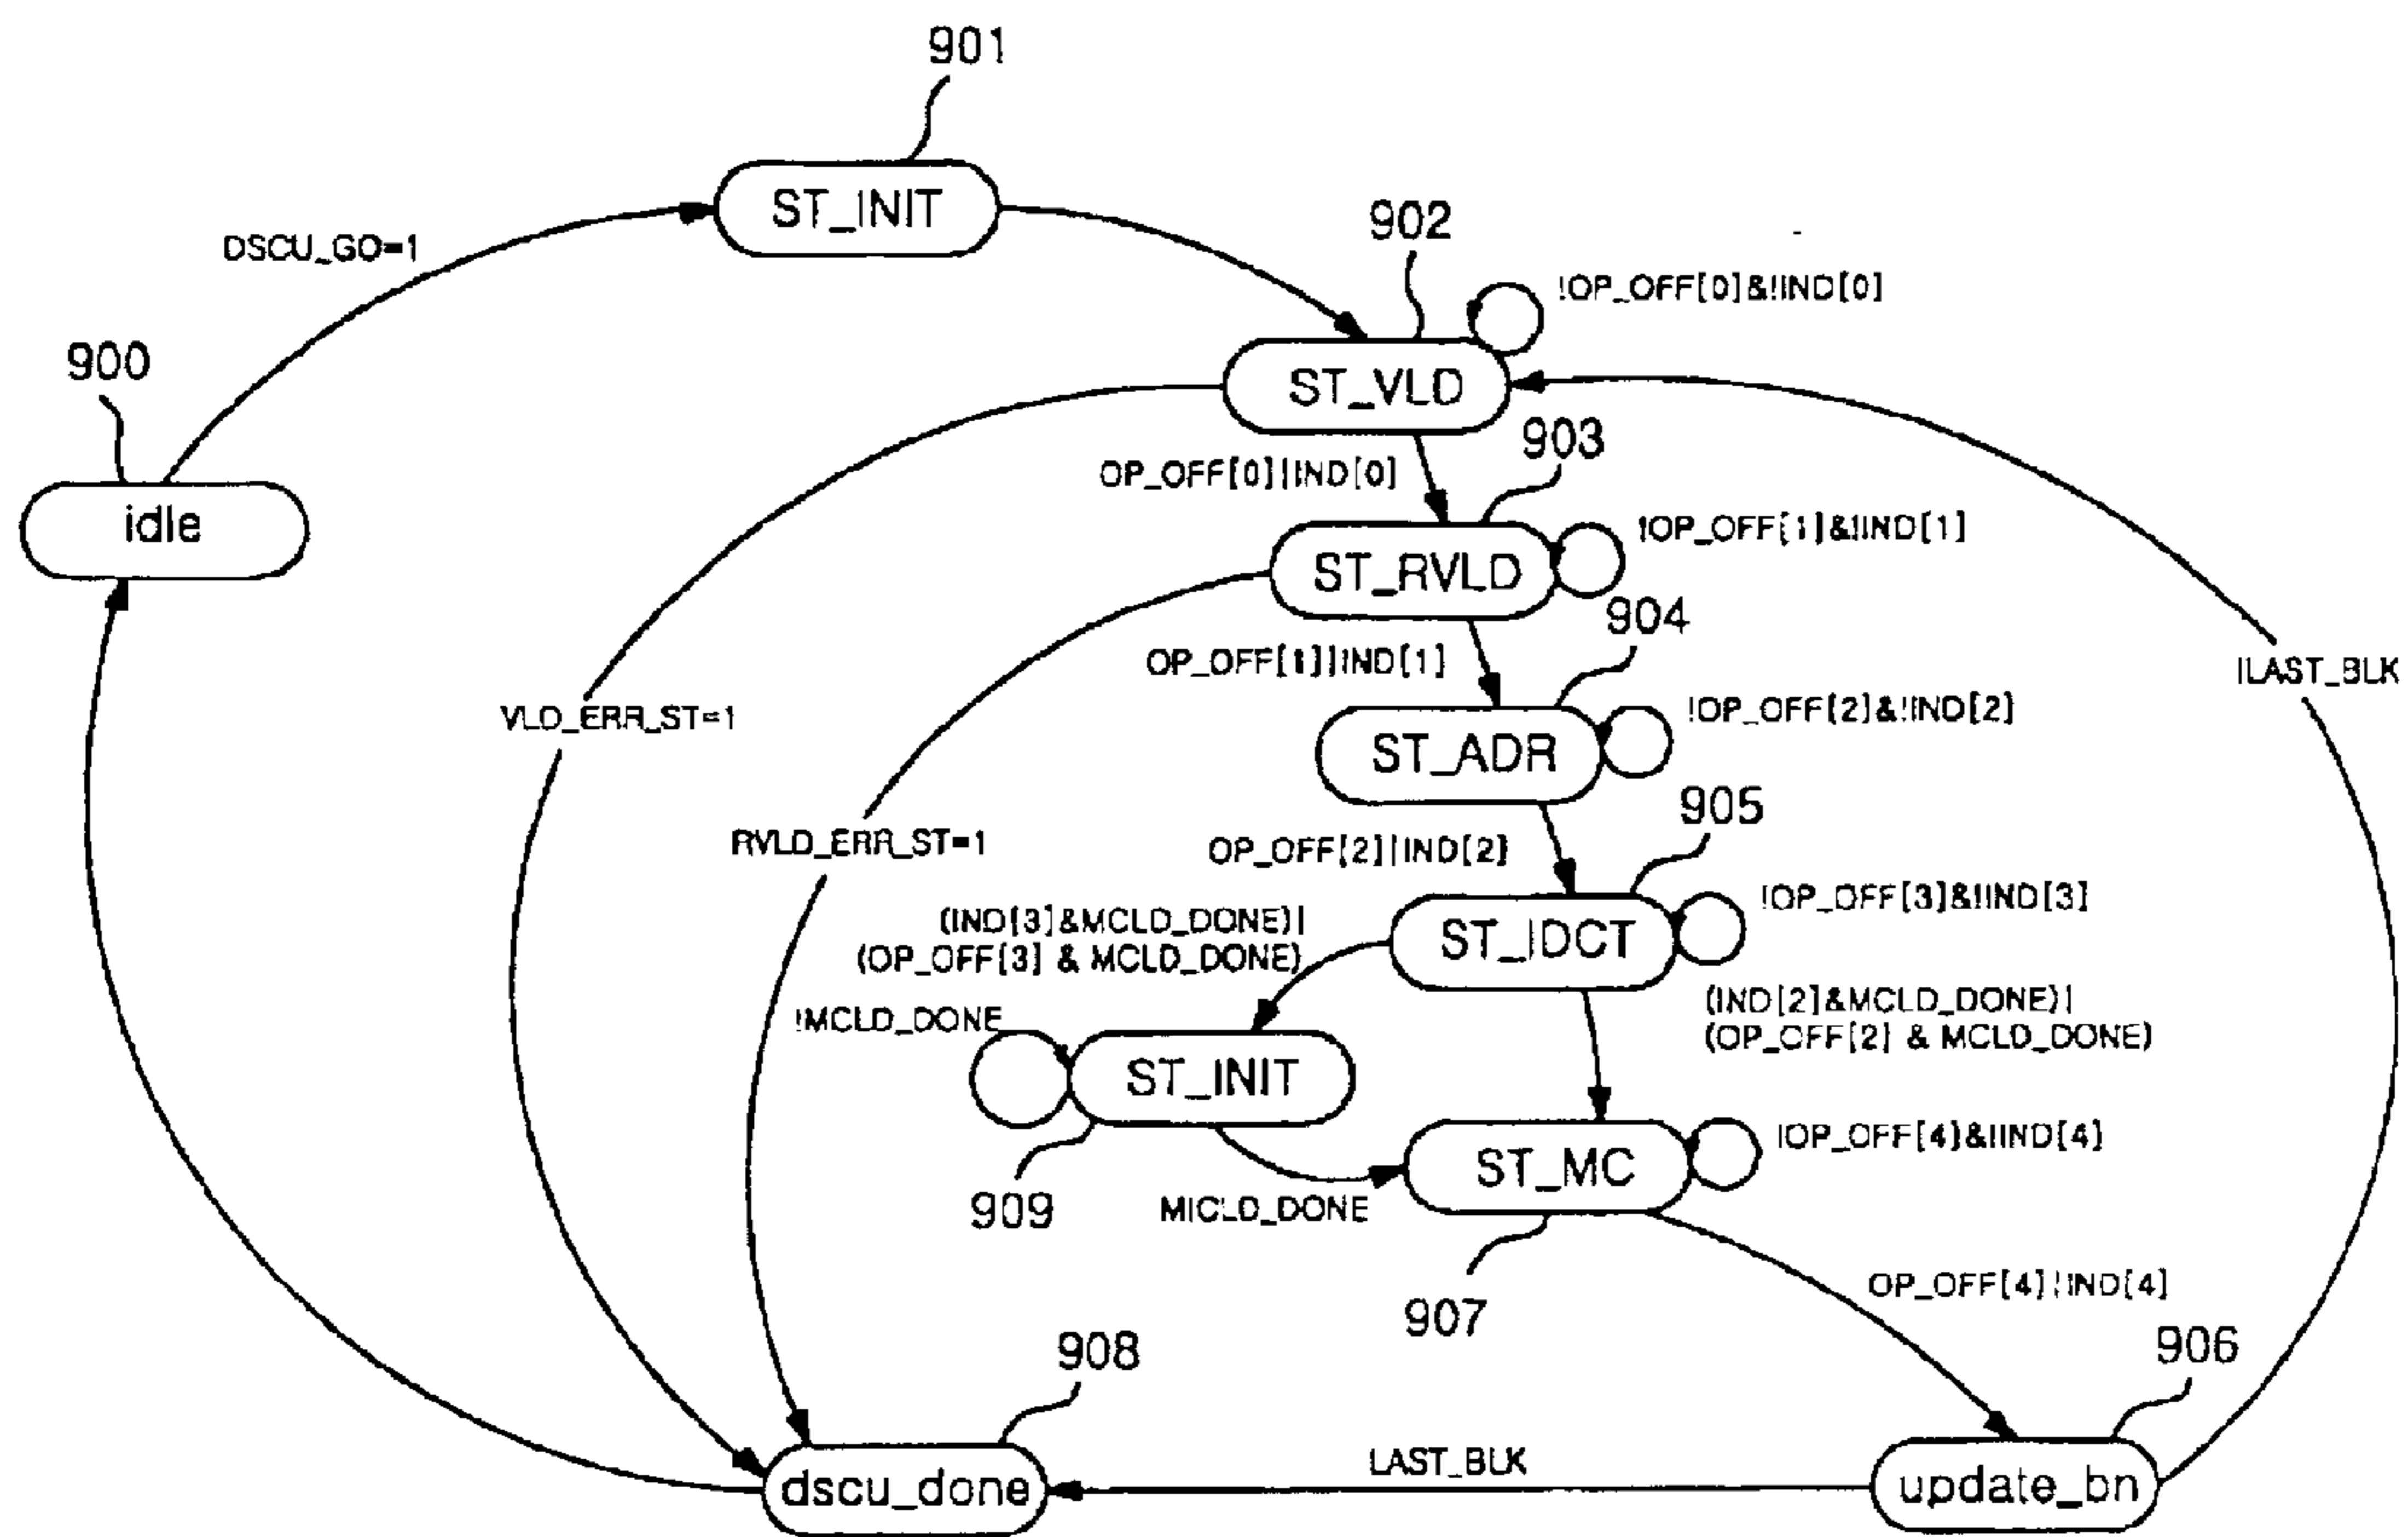 901
ST_INIT
DSCU_GO=1
902
!OP_OFF[0]&!IND[0]
900
ST_VLD
903
OP_OFF[0]|IND[0]
idle
!OP_OFF[1]&!IND[1]
ST_RVLD
904
OP_OFF[1]|IND[1]
!LAST_BLK
VLD_ERR_ST=1
!OP_OFF[2]&!IND[2]
ST_ADR
905
RVLD_ERR_ST=1
OP_OFF[2]|IND[2]
!OP_OFF[3]&!IND[3]
(IND[3]&MCLD_DONE)|
(OP_OFF[3] & MCLD_DONE)
ST_IDCT
(IND[2]&MCLD_DONE)|
(OP_OFF[2] & MCLD_DONE)
!MCLD_DONE
ST_INIT
!OP_OFF[4]&!IND[4]
ST_MC
909
MICLD_DONE
OP_OFF[4]|IND[4]
907
908
906
LAST_BLK
dscu_done
update_bn